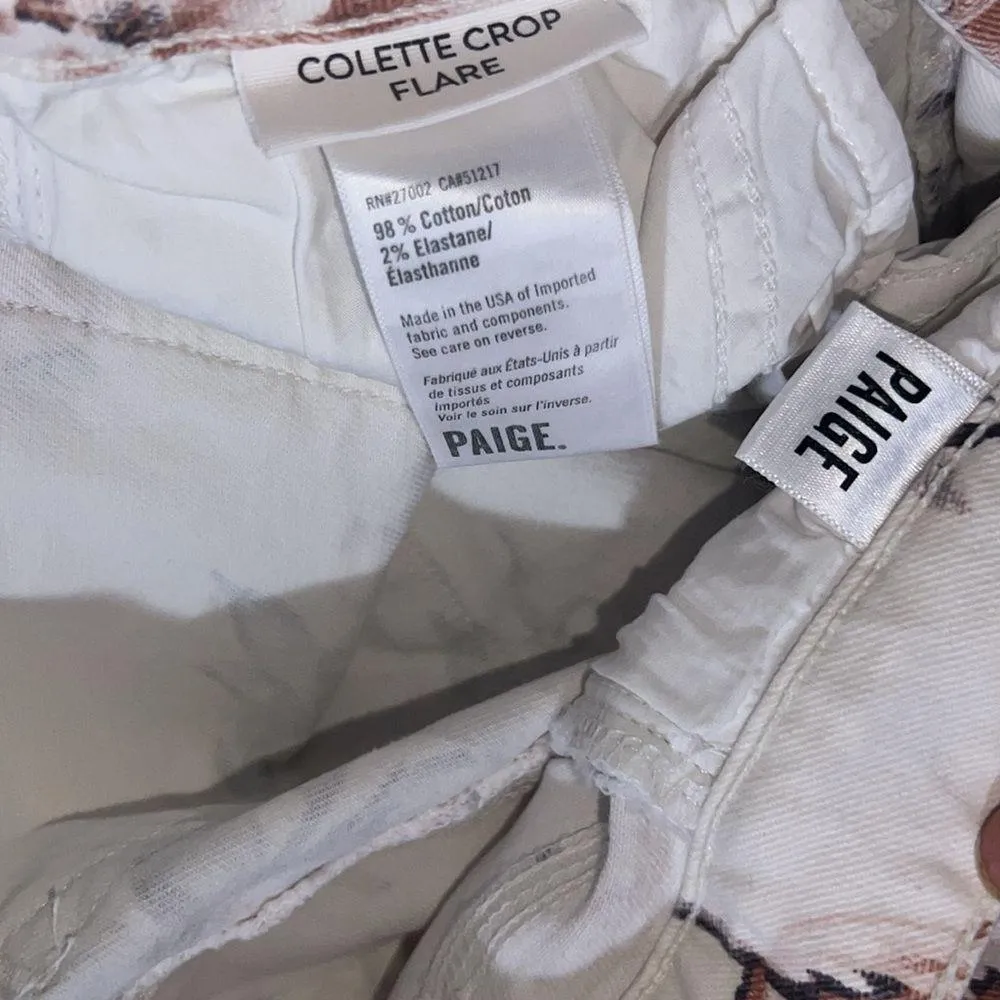 COLETTE CROP
FLARE
RN#27002 CA#51217
98% Cotton/Coton
2% Elastane/
Élasthanne
Made in the USA of Imported
fabric and components.
See care on reverse.
Fabriqué aux États-Unis à partir
de tissus et composants
importés
Voir le soin sur l'inverse.
PAIGE.
PAIGE